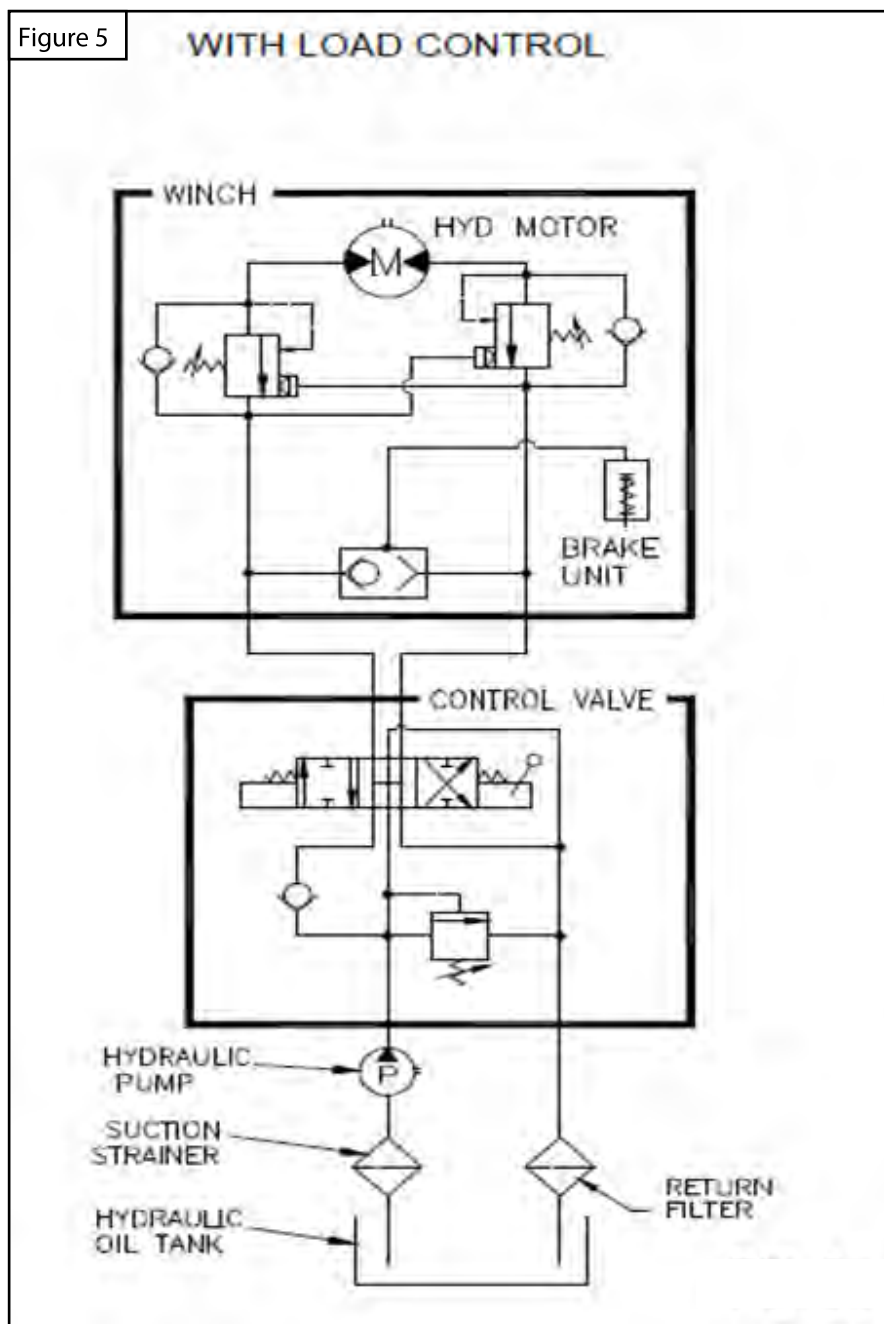 Figure 5
WITH LOAD CONTROL
WINCH
HYD MOTOR
M
BRAKE
UNIT
CONTROL VALVE
HYDRAULIC
PUMP
P
SUCTION
STRAINER
HYDRAULIC
OIL TANK
RETURN
FILTER